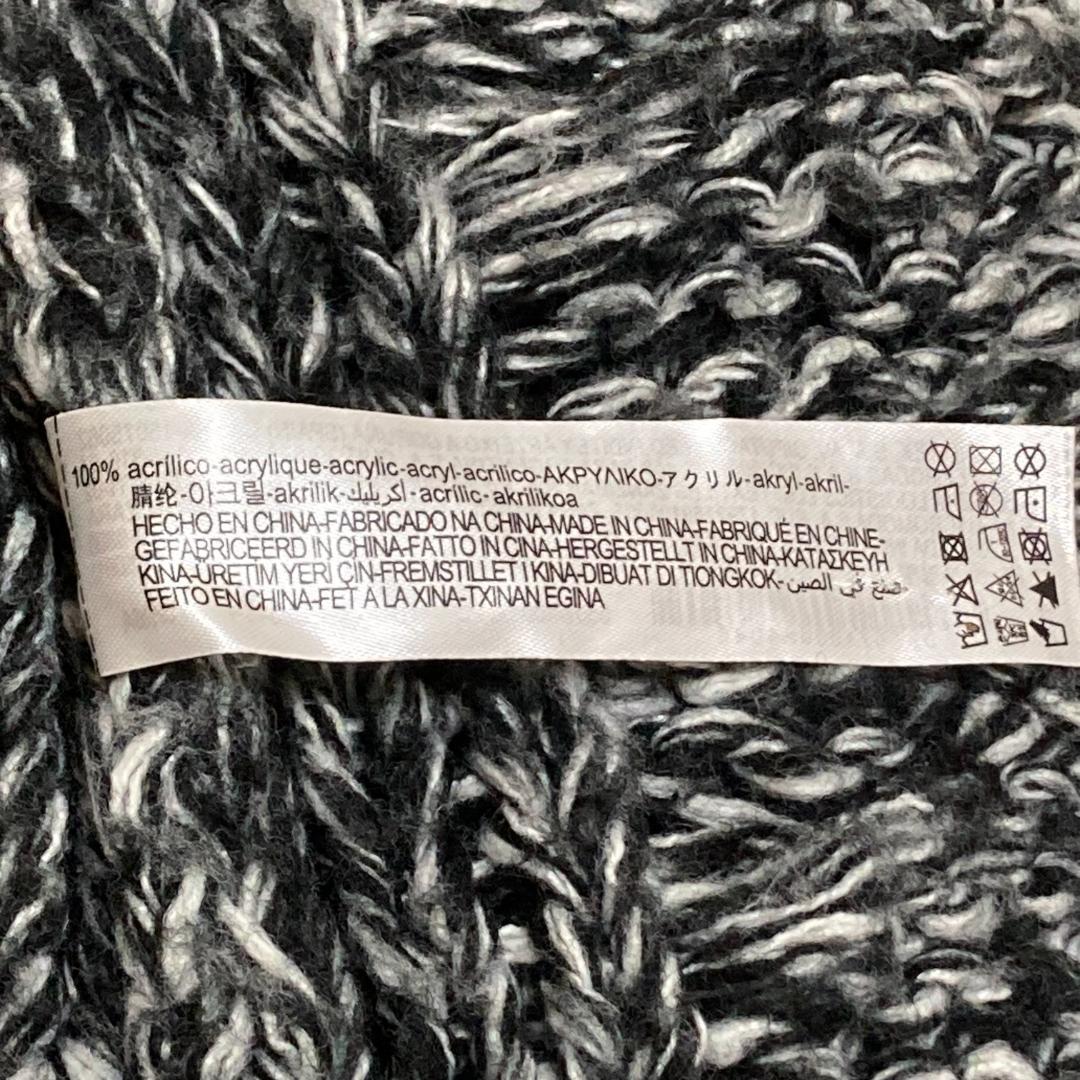 100% acrílico-acrylique-acrylic-acryl-acrilico-ΑΚΡΥΛΙΚΟ-アクリル-akryl-akril-
腈纶-아크릴-akrilik-أكريليك-acrílic-akrilikoa
HECHO EN CHINA-FABRICADO NA CHINA-MADE IN CHINA-FABRIQUÉ EN CHINE-
GEFABRICEERD IN CHINA-FATTO IN CINA-HERGESTELLT IN CHINA-ΚΑΤΑΣΚΕΥΗ
ΚΙΝΑ-ÜRETIM YERİ ÇIN-FREMSTILLET I KINA-DIBUAT DI TIONGKOK-صنع في الصين
FEITO EN CHINA-FET A LA XINA-TXINAN EGINA